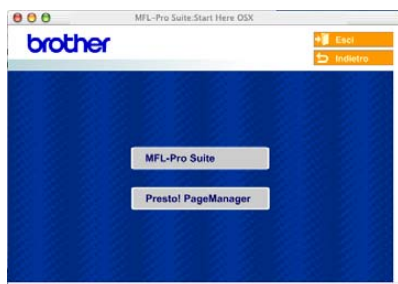 MFL-Pro Suite:Start Here OSX
brother
Esci
Indietro
MFL-Pro Suite
Presto! PageManager